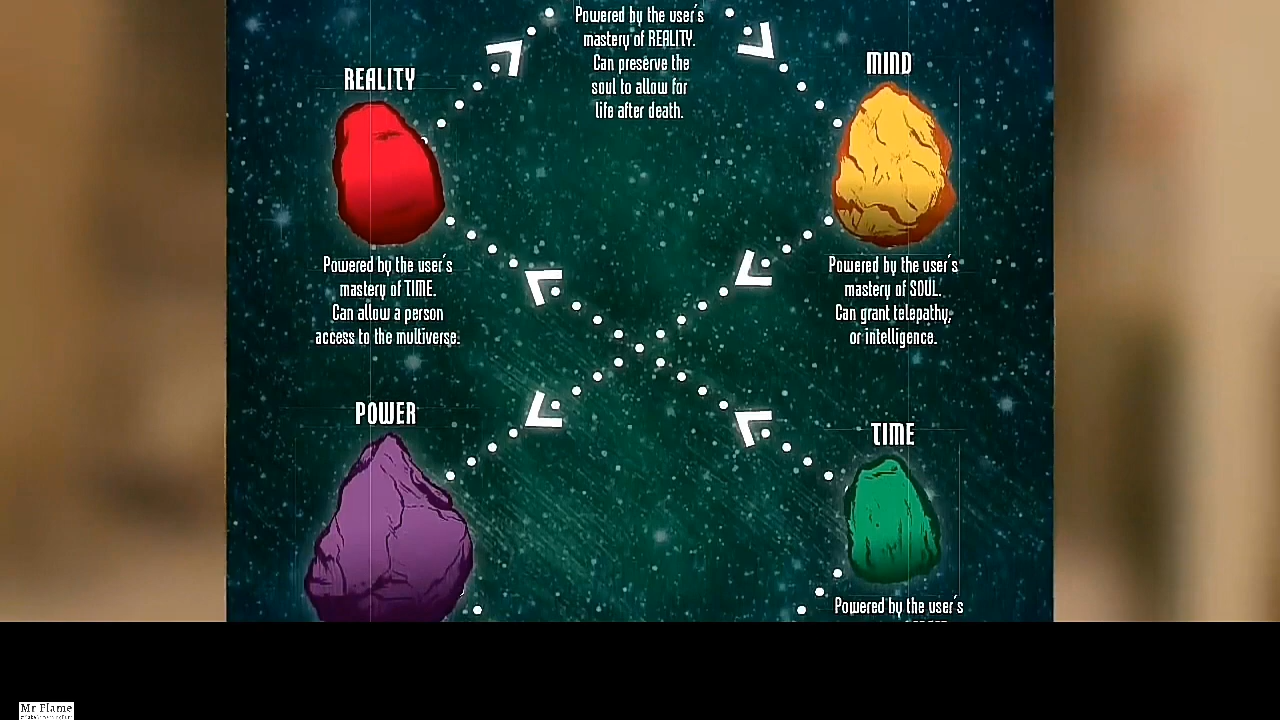 Powered by the user's
mastery of REALITY.
Can preserve the
soul to allow for
life after death.
REALITY
MIND
Powered by the user's
mastery of TIME.
Can allow a person
access to the multiverse.
Powered by the user's
mastery of SOUL.
Can grant telepathy,
or intelligence.
POWER
TIME
Powered by the user's
Mr Flame